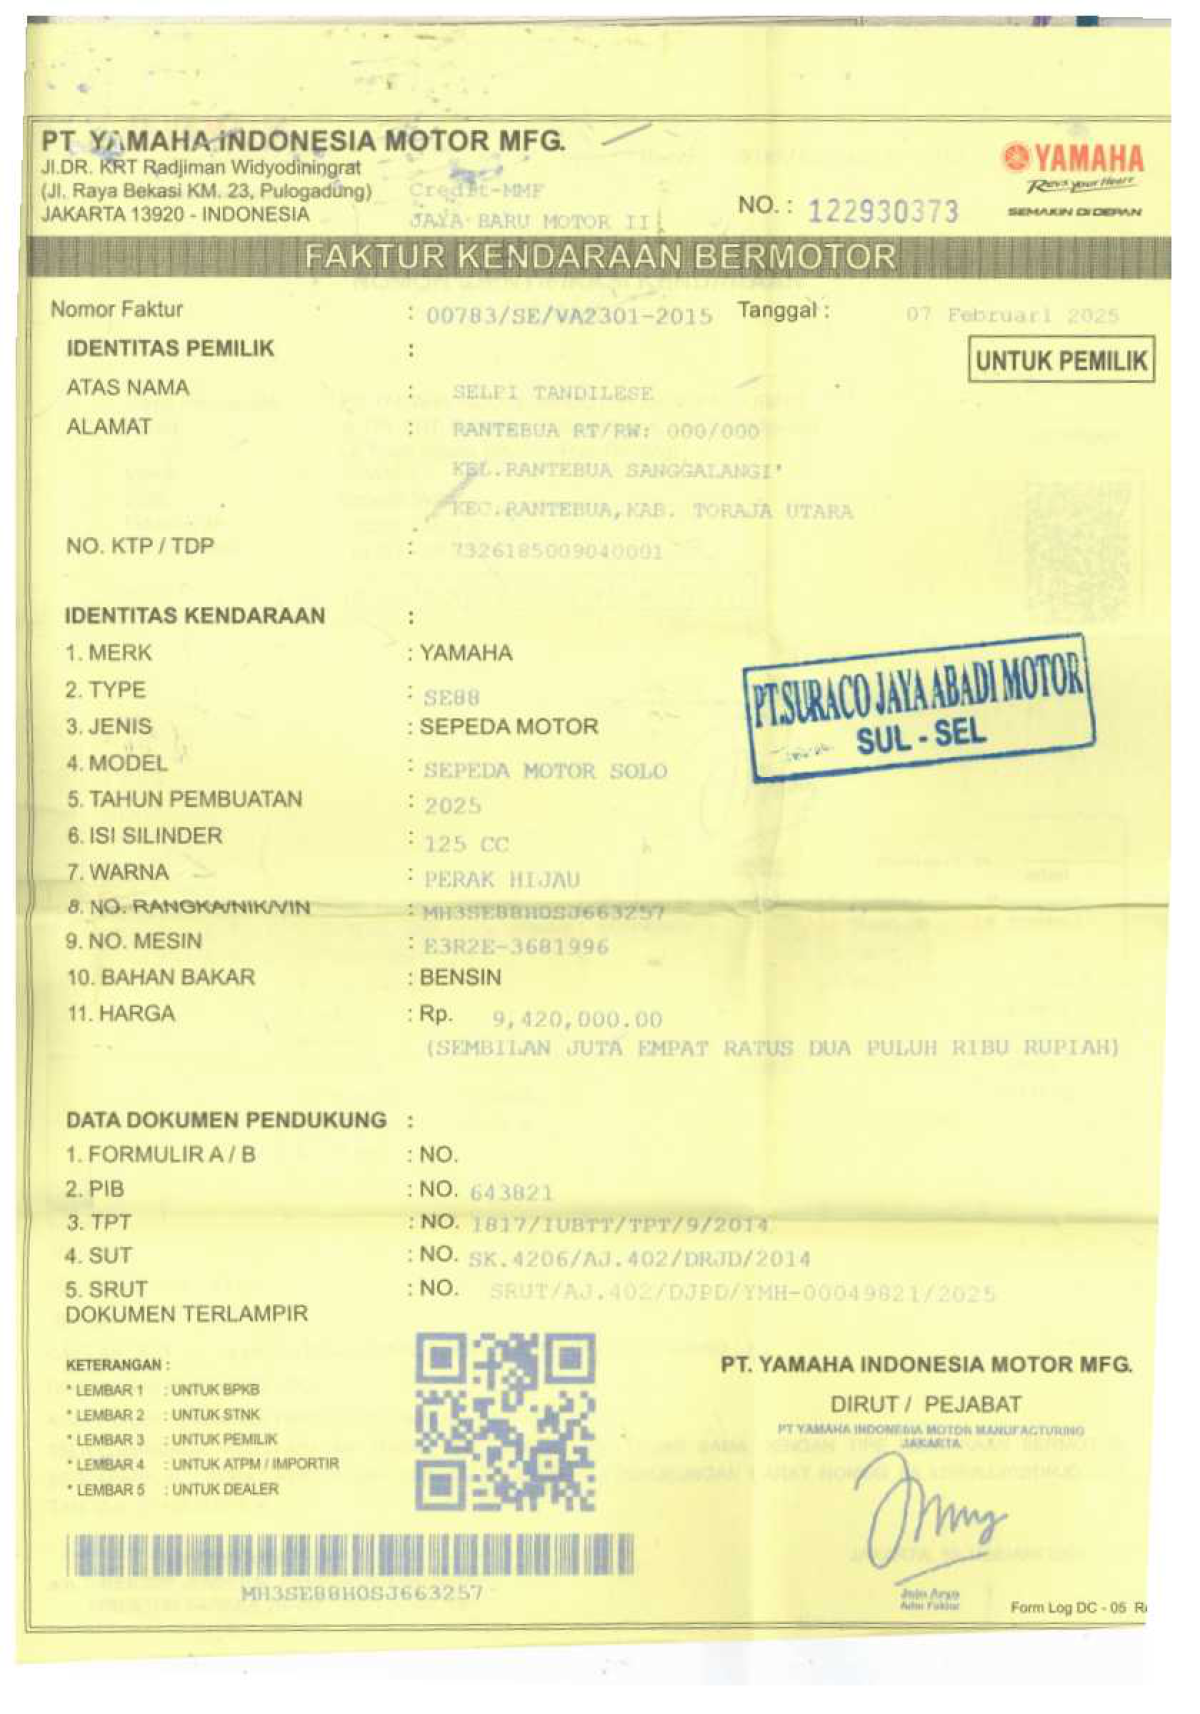 PT YAMAHA INDONESIA MOTOR MFG.
Jl.DR. KRT Radjiman Widyodiningrat
(Jl. Raya Bekasi KM. 23, Pulogadung)
JAKARTA 13920 - INDONESIA
Credit-MMF
JAYA BARU MOTOR II
NO. : 122930373
YAMAHA
Revs your Heart
SEMAKIN DI DEPAN
FAKTUR KENDARAAN BERMOTOR
Nomor Faktur : 00783/SE/VA2301-2015 Tanggal : 07 Februari 2025
IDENTITAS PEMILIK :
UNTUK PEMILIK
ATAS NAMA : SELPI TANDILESE
ALAMAT : RANTEBUA RT/RW: 000/000
KEL.RANTEBUA SANGGALANGI'
KEC.RANTEBUA,KAB. TORAJA UTARA
NO. KTP / TDP : 7326185009040001
IDENTITAS KENDARAAN :
1. MERK : YAMAHA
2. TYPE : SE88
3. JENIS : SEPEDA MOTOR
4. MODEL : SEPEDA MOTOR SOLO
5. TAHUN PEMBUATAN : 2025
6. ISI SILINDER : 125 CC
7. WARNA : PERAK HIJAU
8. NO. RANGKA/NIK/VIN : MH3SE88H0SJ663257
9. NO. MESIN : E3R2E-3681996
10. BAHAN BAKAR : BENSIN
11. HARGA : Rp. 9,420,000.00
(SEMBILAN JUTA EMPAT RATUS DUA PULUH RIBU RUPIAH)
PT.SURACO JAYA ABADI MOTOR
SUL - SEL
DATA DOKUMEN PENDUKUNG :
1. FORMULIR A / B : NO.
2. PIB : NO. 643821
3. TPT : NO. 1817/IUBTT/TPT/9/2014
4. SUT : NO. SK.4206/AJ.402/DRJD/2014
5. SRUT : NO. SRUT/AJ.402/DJPD/YMH-00049821/2025
DOKUMEN TERLAMPIR
KETERANGAN :
* LEMBAR 1 : UNTUK BPKB
* LEMBAR 2 : UNTUK STNK
* LEMBAR 3 : UNTUK PEMILIK
* LEMBAR 4 : UNTUK ATPM / IMPORTIR
* LEMBAR 5 : UNTUK DEALER
MH3SE88H0SJ663257
PT. YAMAHA INDONESIA MOTOR MFG.
DIRUT / PEJABAT
PT YAMAHA INDONESIA MOTOR MANUFACTURING
JAKARTA
Adm Faktur
Form Log DC - 05